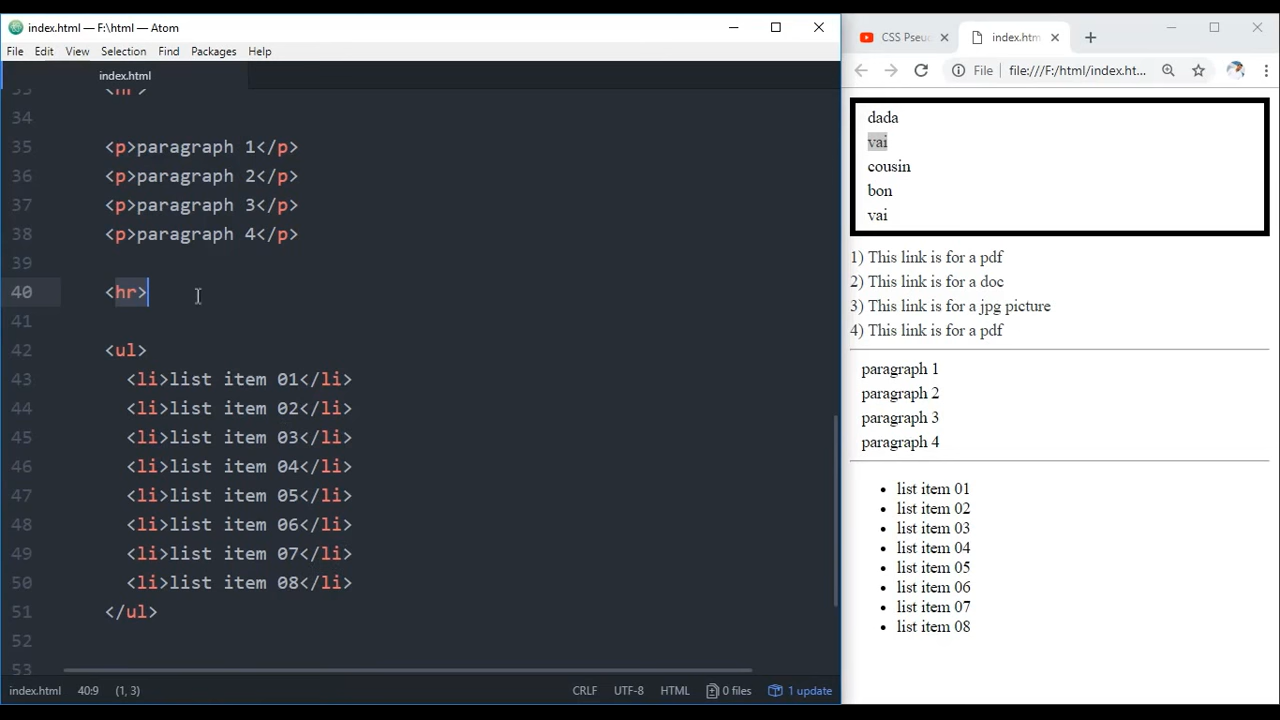 index.html — F:\html — Atom
File Edit View Selection Find Packages Help
index.html
33 <hr>
34
35 <p>paragraph 1</p>
36 <p>paragraph 2</p>
37 <p>paragraph 3</p>
38 <p>paragraph 4</p>
39
40 <hr>
41
42 <ul>
43 <li>list item 01</li>
44 <li>list item 02</li>
45 <li>list item 03</li>
46 <li>list item 04</li>
47 <li>list item 05</li>
48 <li>list item 06</li>
49 <li>list item 07</li>
50 <li>list item 08</li>
51 </ul>
52
53
index.html 40:9 (1, 3) CRLF UTF-8 HTML 0 files 1 update
CSS Pseu index.htm
File file:///F:/html/index.ht...
dada
vai
cousin
bon
vai
1) This link is for a pdf
2) This link is for a doc
3) This link is for a jpg picture
4) This link is for a pdf
paragraph 1
paragraph 2
paragraph 3
paragraph 4
• list item 01
• list item 02
• list item 03
• list item 04
• list item 05
• list item 06
• list item 07
• list item 08